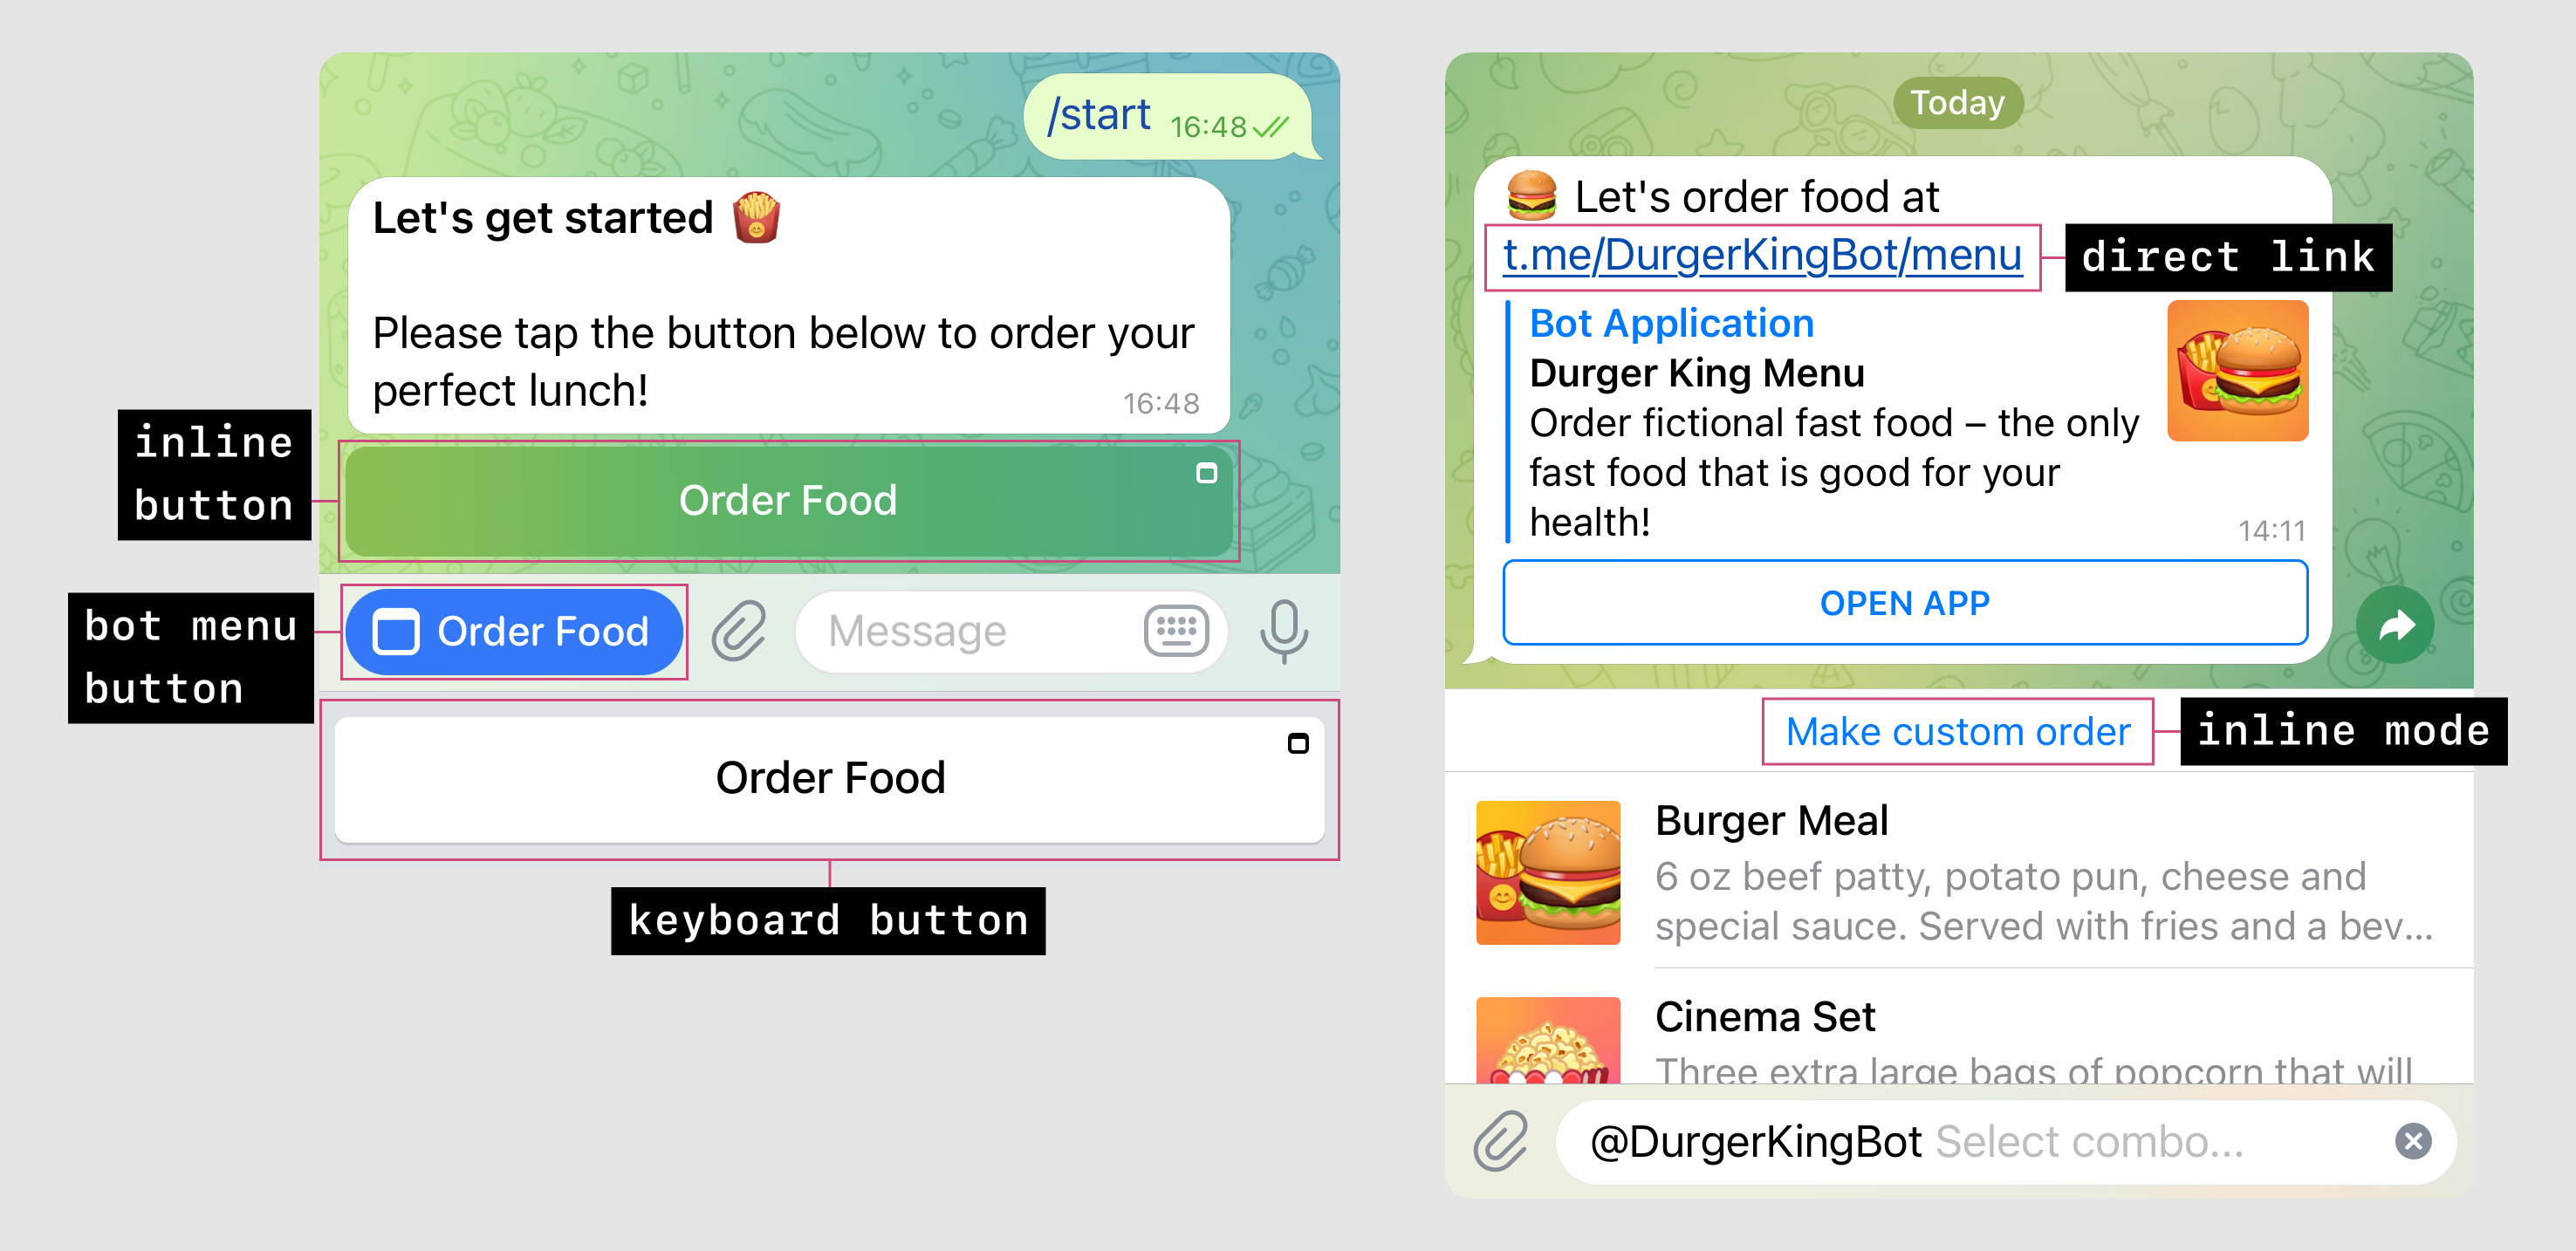 /start 16:48
Let's get started
Please tap the button below to order your
perfect lunch!
16:48
inline
button
Order Food
bot menu
button
Order Food
Message
Order Food
keyboard button
Today
Let's order food at
t.me/DurgerKingBot/menu
direct link
Bot Application
Durger King Menu
Order fictional fast food – the only
fast food that is good for your
health!
14:11
OPEN APP
Make custom order
inline mode
Burger Meal
6 oz beef patty, potato pun, cheese and
special sauce. Served with fries and a bev...
Cinema Set
Three extra large bags of popcorn that will
@DurgerKingBot Select combo...